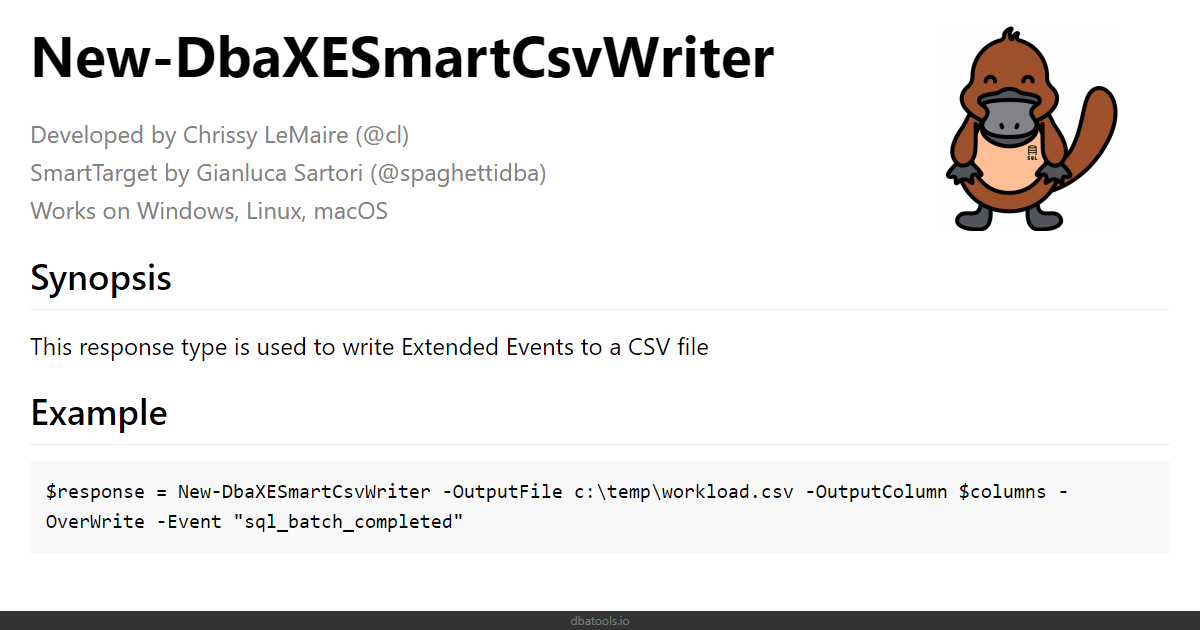 New-DbaXESmartCsvWriter
Developed by Chrissy LeMaire (@cl)
SmartTarget by Gianluca Sartori (@spaghettidba)
Works on Windows, Linux, macOS
SQL
Synopsis
This response type is used to write Extended Events to a CSV file
Example
$response = New-DbaXESmartCsvWriter -OutputFile c:\temp\workload.csv -OutputColumn $columns -
OverWrite -Event "sql_batch_completed"
dbatools.io